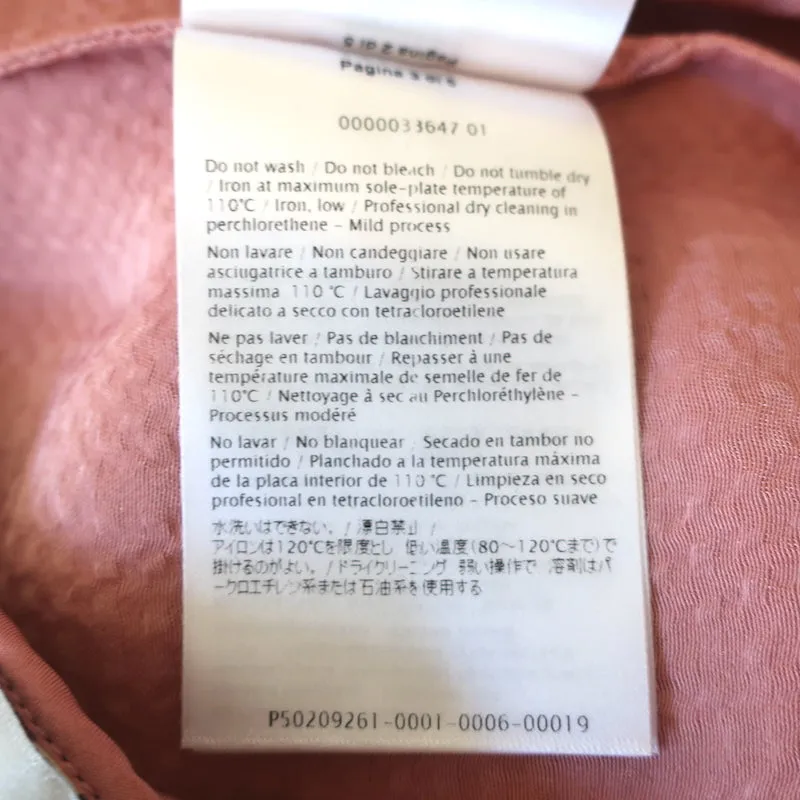 Pagina 3 di 6
0000033647 01
Do not wash / Do not bleach / Do not tumble dry
/ Iron at maximum sole-plate temperature of
110°C / Iron, low / Professional dry cleaning in
perchlorethene - Mild process
Non lavare / Non candeggiare / Non usare
asciugatrice a tamburo / Stirare a temperatura
massima 110 °C / Lavaggio professionale
delicato a secco con tetracloroetilene
Ne pas laver / Pas de blanchiment / Pas de
séchage en tambour / Repasser à une
température maximale de semelle de fer de
110°C / Nettoyage à sec au Perchloréthylène -
Processus modéré
No lavar / No blanquear / Secado en tambor no
permitido / Planchado a la temperatura máxima
de la placa interior de 110 °C / Limpieza en seco
profesional en tetracloroetileno - Proceso suave
水洗いはできない。 / 漂白禁止 /
アイロンは120℃を限度とし 低い温度(80〜120℃まで)で
掛けるのがよい。 / ドライクリーニング 弱い操作で 溶剤はパ
ークロロエチレン系または石油系を使用する
P50209261-0001-0006-00019